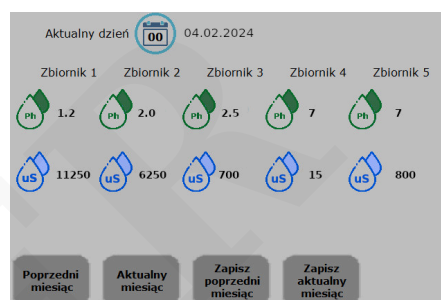 Aktualny dzień 00 04.02.2024
Zbiornik 1 Zbiornik 2 Zbiornik 3 Zbiornik 4 Zbiornik 5
Ph 1.2 Ph 2.0 Ph 2.5 Ph 7 Ph 7
uS 11250 uS 6250 uS 700 uS 15 uS 800
Poprzedni
miesiąc
Aktualny
miesiąc
Zapisz
poprzedni
miesiąc
Zapisz
aktualny
miesiąc